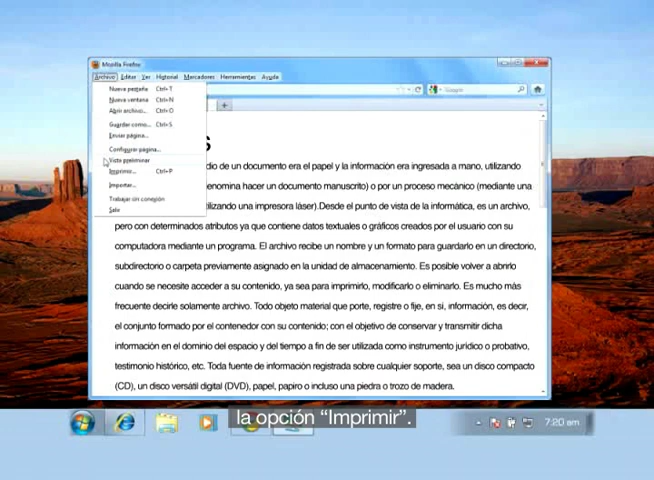 Mozilla Firefox
Archivo Editar Ver Historial Marcadores Herramientas Ayuda
Nueva pestaña Ctrl+T
Nueva ventana Ctrl+N
Abrir archivo... Ctrl+O
Google
Guardar como... Ctrl+S
Enviar página...
Configurar página...
Vista preliminar
Imprimir... Ctrl+P
Importar...
Trabajar sin conexión
Salir
dio de un documento era el papel y la información era ingresada a mano, utilizando
enomina hacer un documento manuscrito) o por un proceso mecánico (mediante una
tilizando una impresora láser).Desde el punto de vista de la informática, es un archivo,
pero con determinados atributos ya que contiene datos textuales o gráficos creados por el usuario con su
computadora mediante un programa. El archivo recibe un nombre y un formato para guardarlo en un directorio,
subdirectorio o carpeta previamente asignado en la unidad de almacenamiento. Es posible volver a abrirlo
cuando se necesite acceder a su contenido, ya sea para imprimirlo, modificarlo o eliminarlo. Es mucho más
frecuente decirle solamente archivo. Todo objeto material que porte, registre o fije, en si, información, es decir,
el conjunto formado por el contenedor con su contenido; con el objetivo de conservar y transmitir dicha
información en el dominio del espacio y del tiempo a fin de ser utilizada como instrumento jurídico o probativo,
testimonio histórico, etc. Toda fuente de información registrada sobre cualquier soporte, sea un disco compacto
(CD), un disco versátil digital (DVD), papel, papiro o incluso una piedra o trozo de madera.
la opción “Imprimir”.
7:20 am